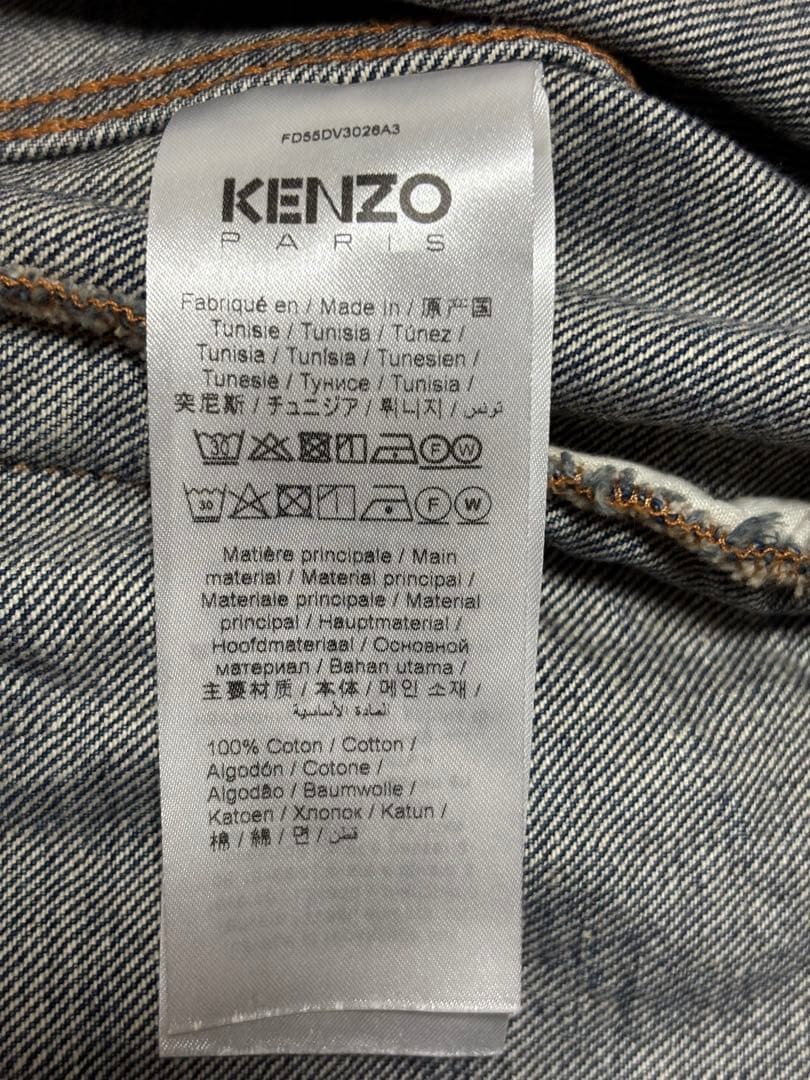 FD55DV3026A3
KENZO
PARIS
Fabriqué en / Made in / 原产国
Tunisie / Tunisia / Túnez /
Tunisia / Tunísia / Tunesien /
Tunesië / Тунисе / Tunisia /
突尼斯 / チュニジア / 튀니지 / تونس
30 F W
30 F W
Matière principale / Main
material / Material principal /
Materiale principale / Material
principal / Hauptmaterial /
Hoofdmateriaal / Основной
материал / Bahan utama /
主要材质 / 本体 / 메인 소재 /
المادة الأساسية
100% Coton / Cotton /
Algodón / Cotone /
Algodão / Baumwolle /
Katoen / Хлопок / Katun /
棉 / 綿 / 면 / قطن